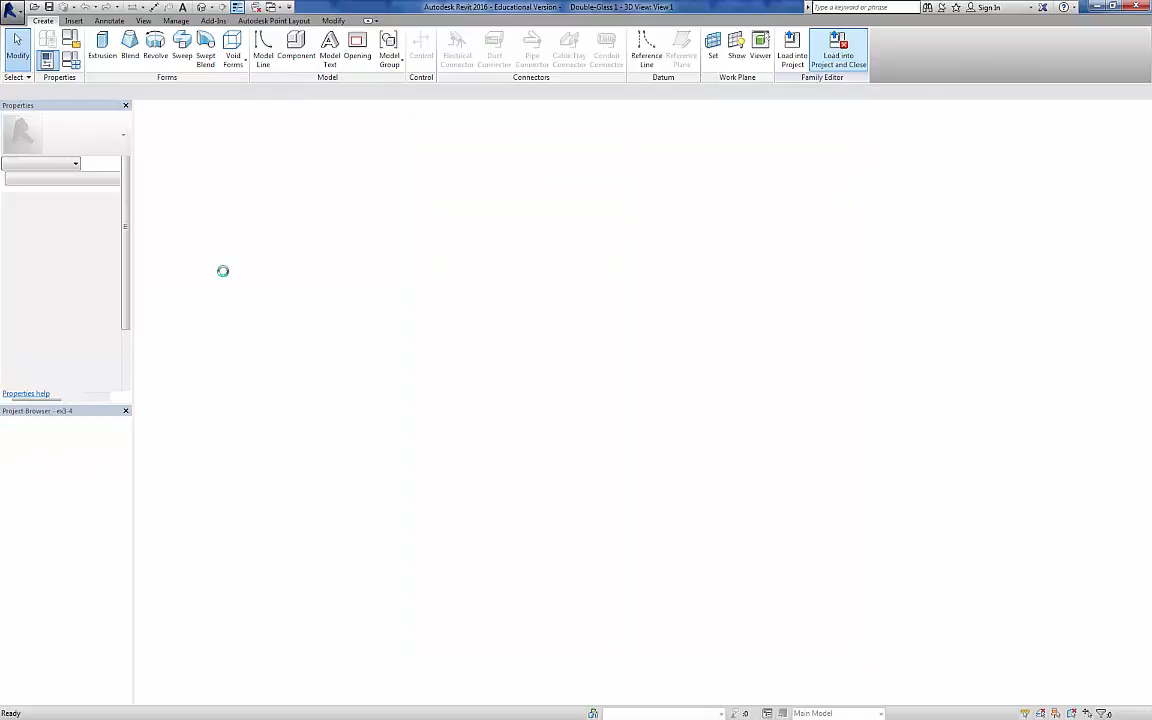 Autodesk Revit 2016 - Educational Version - Double-Glass 1 - 3D View: View 1
Type a keyword or phrase
Sign In
Create Insert Annotate View Manage Add-Ins Autodesk Point Layout Modify
Modify
Extrusion Blend Revolve Sweep Swept Blend Void Forms
Model Line Component Model Text Opening Model Group
Control
Electrical Connector Duct Connector Pipe Connector Cable Tray Connector Conduit Connector
Reference Line Reference Plane
Set Show Viewer
Load into Project Load into Project and Close
Select Properties Forms Model Control Connectors Datum Work Plane Family Editor
Properties
Properties help
Project Browser - ex3-4
Ready
:0
Main Model
:0